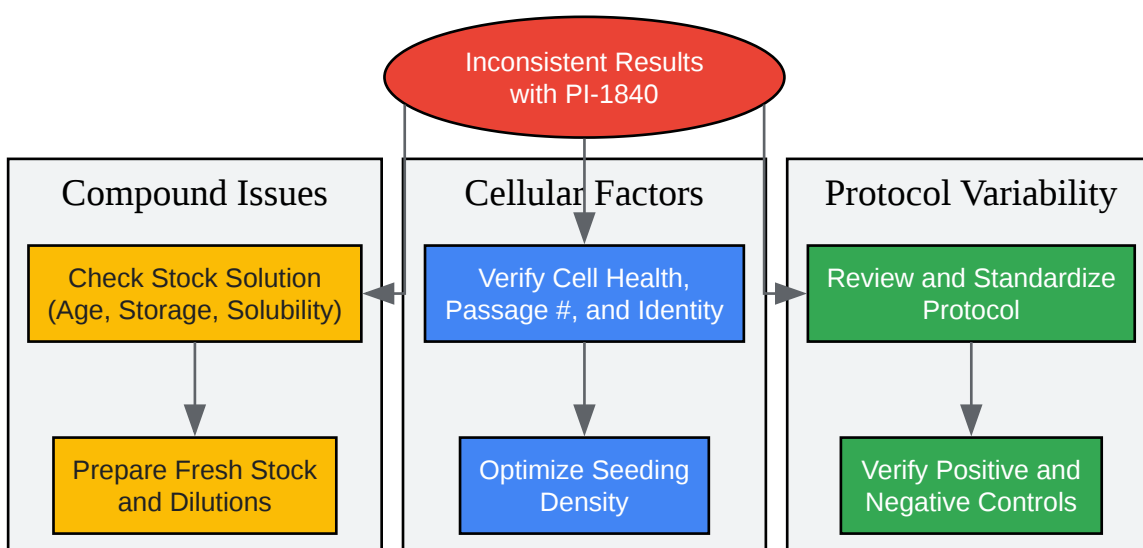 Inconsistent Results
with PI-1840
Compound Issues
Check Stock Solution
(Age, Storage, Solubility)
Prepare Fresh Stock
and Dilutions
Cellular Factors
Verify Cell Health,
Passage #, and Identity
Optimize Seeding
Density
Protocol Variability
Review and Standardize
Protocol
Verify Positive and
Negative Controls